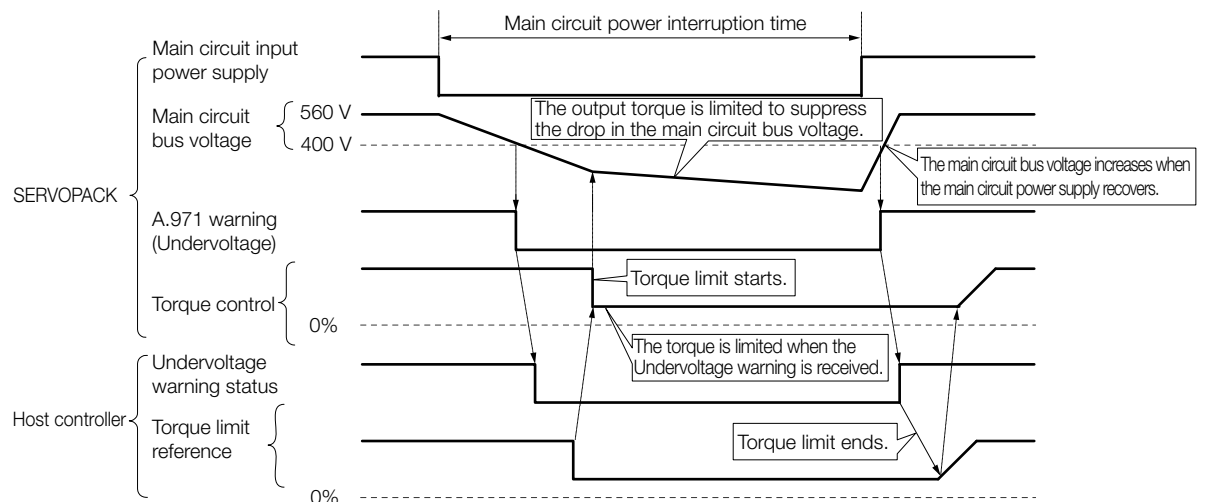 Main circuit power interruption time
Main circuit input
power supply
Main circuit
bus voltage
560 V
400 V
The output torque is limited to suppress
the drop in the main circuit bus voltage.
The main circuit bus voltage increases when
the main circuit power supply recovers.
SERVOPACK
A.971 warning
(Undervoltage)
Torque control
Torque limit starts.
0%
The torque is limited when the
Undervoltage warning is received.
Undervoltage
warning status
Host controller
Torque limit
reference
Torque limit ends.
0%